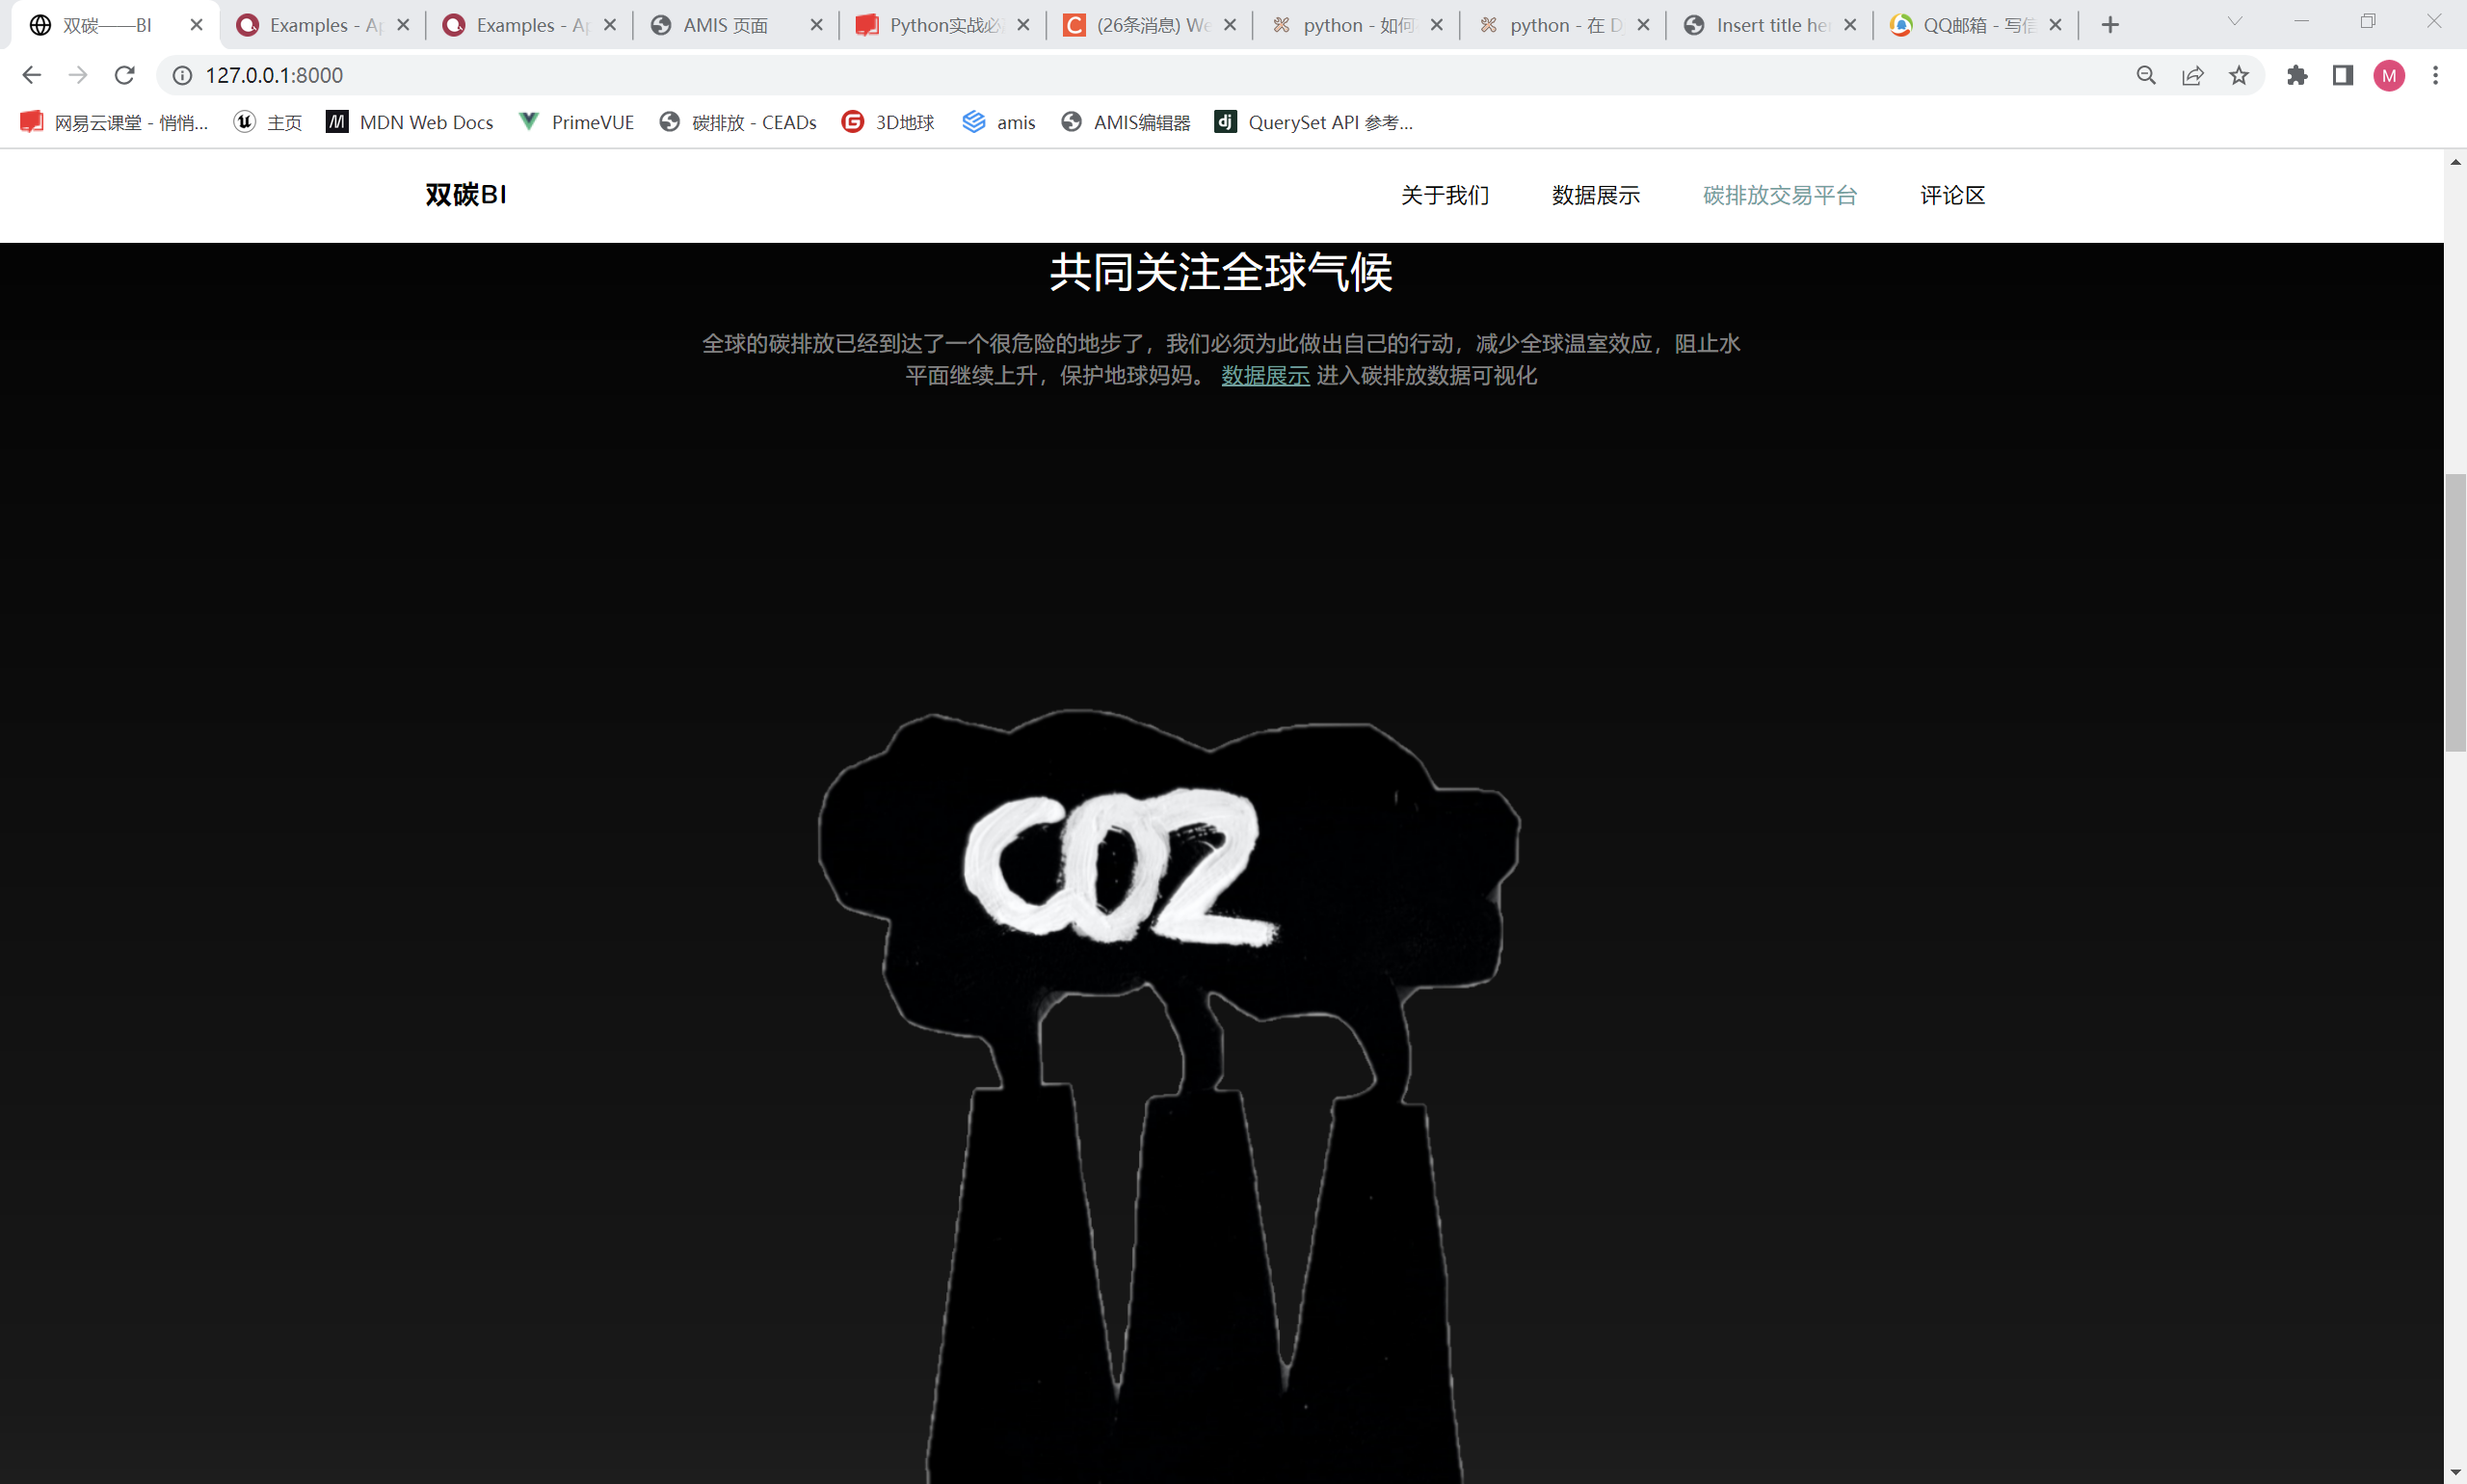 双碳——BI
Examples - Ap
Examples - Ap
AMIS 页面
Python实战必
(26条消息) We
python - 如何
python - 在 D
Insert title her
QQ邮箱 - 写信
127.0.0.1:8000
M
网易云课堂 - 悄悄...
主页
MDN Web Docs
PrimeVUE
碳排放 - CEADs
3D地球
amis
AMIS编辑器
QuerySet API 参考...
双碳BI
关于我们
数据展示
碳排放交易平台
评论区
共同关注全球气候
全球的碳排放已经到达了一个很危险的地步了，我们必须为此做出自己的行动，减少全球温室效应，阻止水
平面继续上升，保护地球妈妈。 数据展示 进入碳排放数据可视化
CO2